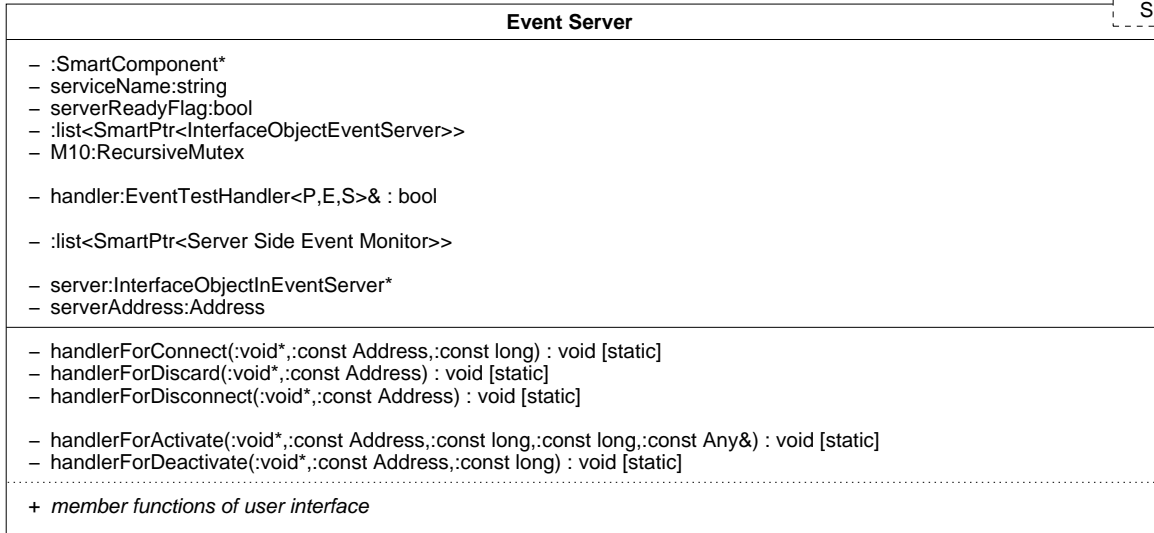 S
Event Server
– :SmartComponent*
– serviceName:string
– serverReadyFlag:bool
– :list<SmartPtr<InterfaceObjectEventServer>>
– M10:RecursiveMutex
– handler:EventTestHandler<P,E,S>& : bool
– :list<SmartPtr<Server Side Event Monitor>>
– server:InterfaceObjectInEventServer*
– serverAddress:Address
– handlerForConnect(:void*,:const Address,:const long) : void [static]
– handlerForDiscard(:void*,:const Address) : void [static]
– handlerForDisconnect(:void*,:const Address) : void [static]
– handlerForActivate(:void*,:const Address,:const long,:const long,:const Any&) : void [static]
– handlerForDeactivate(:void*,:const Address,:const long) : void [static]
+ member functions of user interface